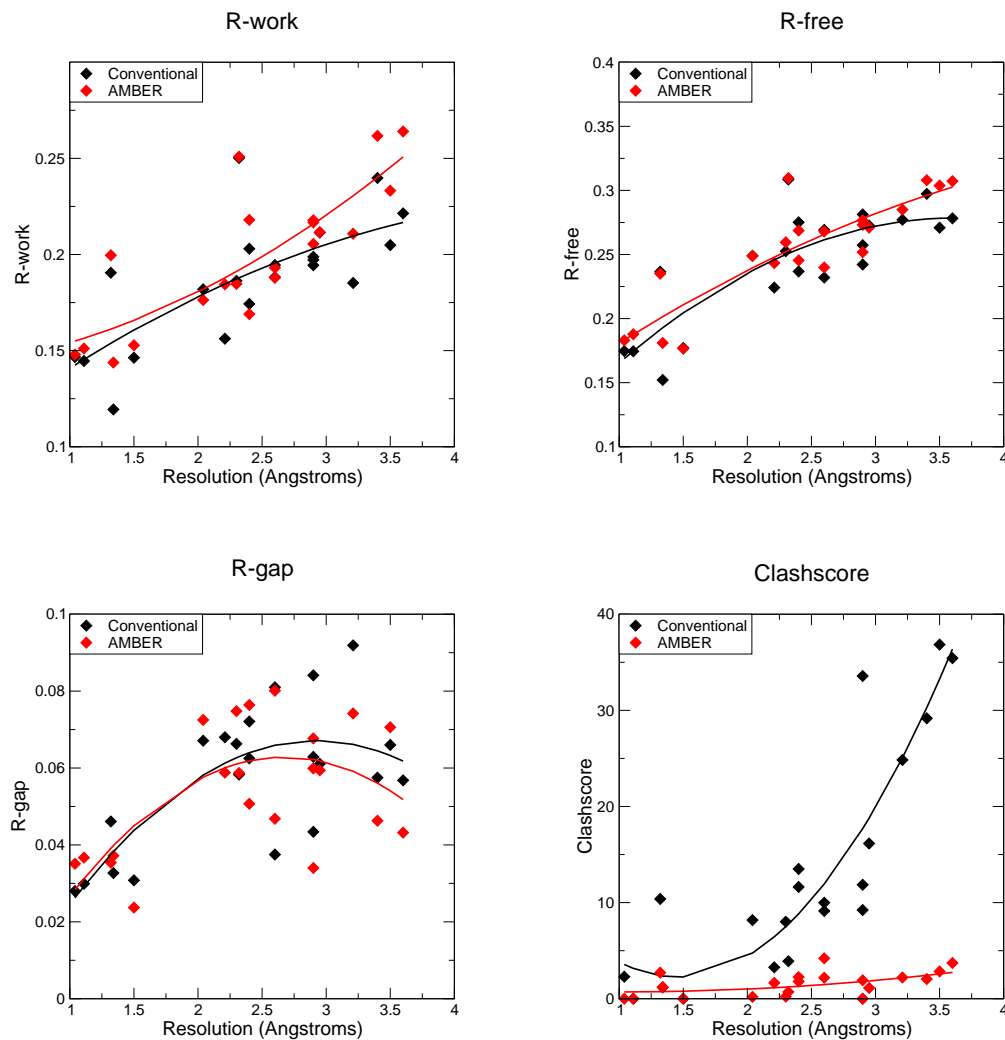 R-work
Conventional
AMBER
0.25
0.2
0.15
0.1
R-work
1 1.5 2 2.5 3 3.5 4
Resolution (Angstroms)
R-free
Conventional
AMBER
0.4
0.35
0.3
0.25
0.2
0.15
0.1
R-free
1 1.5 2 2.5 3 3.5 4
Resolution (Angstroms)
R-gap
Conventional
AMBER
0.1
0.08
0.06
0.04
0.02
0
R-gap
1 1.5 2 2.5 3 3.5 4
Resolution (Angstroms)
Clashscore
Conventional
AMBER
40
30
20
10
0
Clashscore
1 1.5 2 2.5 3 3.5 4
Resolution (Angstroms)